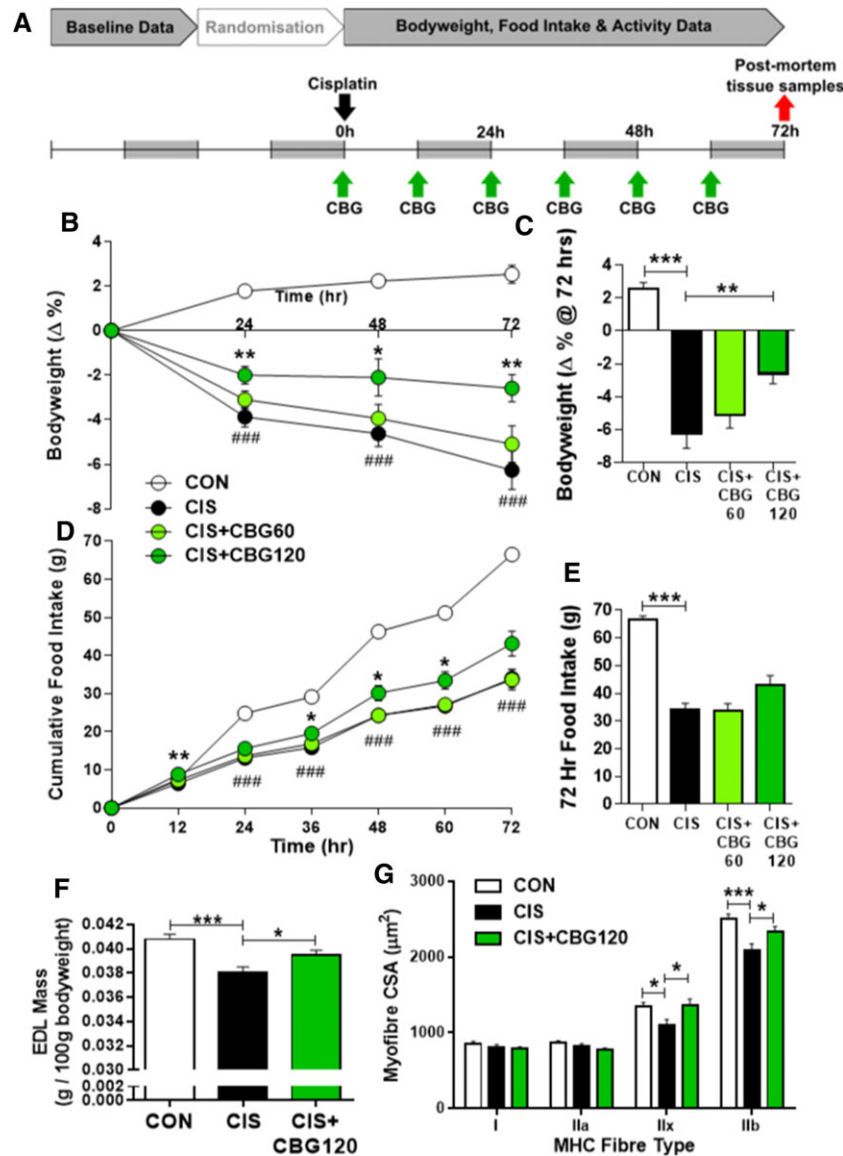 A
Baseline Data
Randomisation
Bodyweight, Food Intake & Activity Data
Cisplatin
Post-mortem
tissue samples
0h
24h
48h
72h
CBG
CBG
CBG
CBG
CBG
CBG
B
Bodyweight (Δ %)
4
2
0
-2
-4
-6
-8
Time (hr)
24
48
72
**
*
**
###
###
###
CON
CIS
CIS+CBG60
CIS+CBG120
C
Bodyweight (Δ % @ 72 hrs)
4
2
0
-2
-4
-6
-8
***
**
CON
CIS
CIS+
CBG
60
CIS+
CBG
120
D
Cumulative Food Intake (g)
70
60
50
40
30
20
10
0
**
*
*
*
###
###
###
###
###
0
12
24
36
48
60
72
Time (hr)
E
72 Hr Food Intake (g)
70
60
50
40
30
20
10
0
***
CON
CIS
CIS+
CBG
60
CIS+
CBG
120
F
EDL Mass
(g / 100g bodyweight)
0.042
0.040
0.038
0.036
0.034
0.032
0.030
0.002
0.000
***
*
CON
CIS
CIS+
CBG120
G
Myofibre CSA (μm²)
3000
2000
1000
0
CON
CIS
CIS+CBG120
*
*
***
*
I
IIa
IIx
IIb
MHC Fibre Type